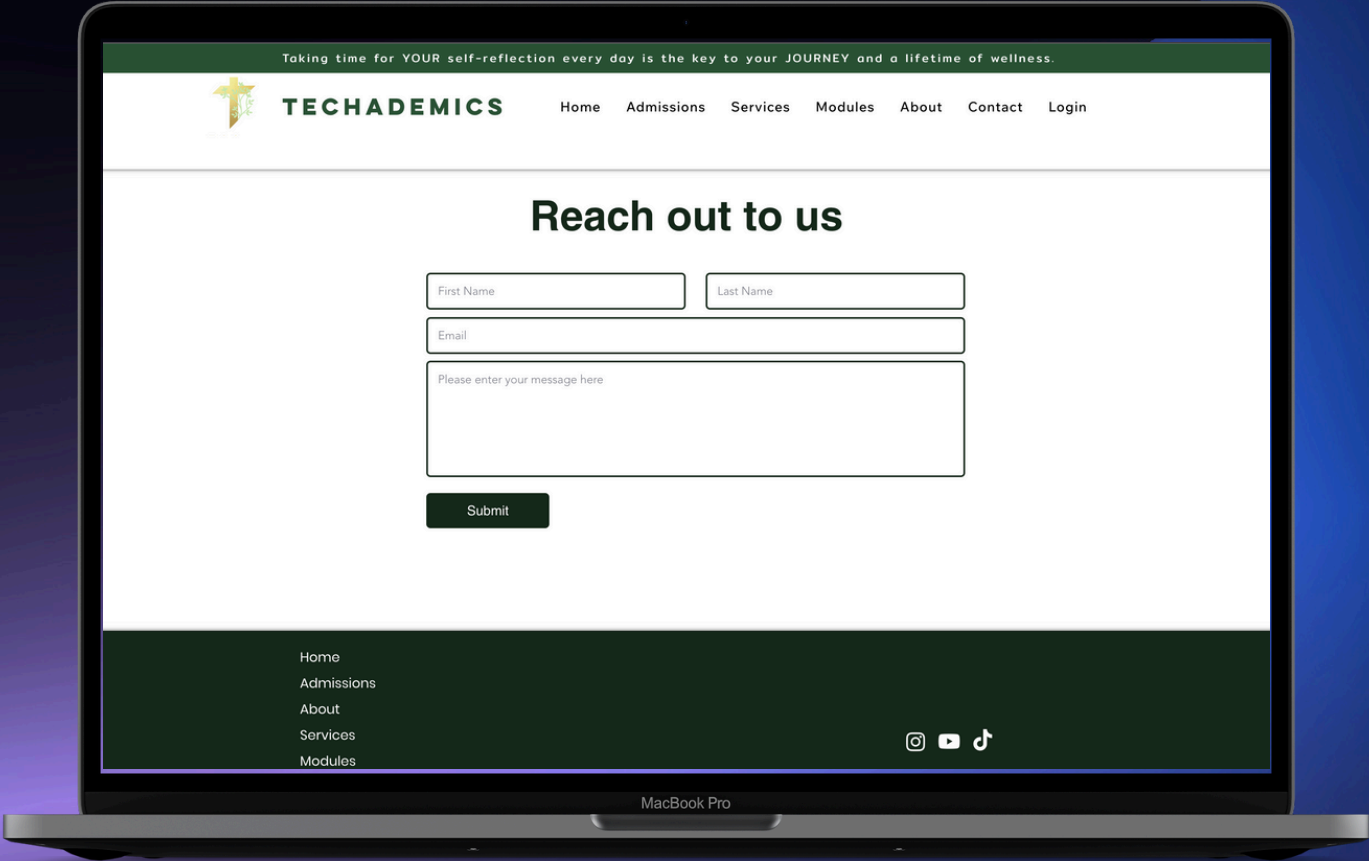 Taking time for YOUR self-reflection every day is the key to your JOURNEY and a lifetime of wellness.
TECHADEMICS
Home Admissions Services Modules About Contact Login
Reach out to us
First Name Last Name
Email
Please enter your message here
Submit
Home
Admissions
About
Services
Modules
MacBook Pro